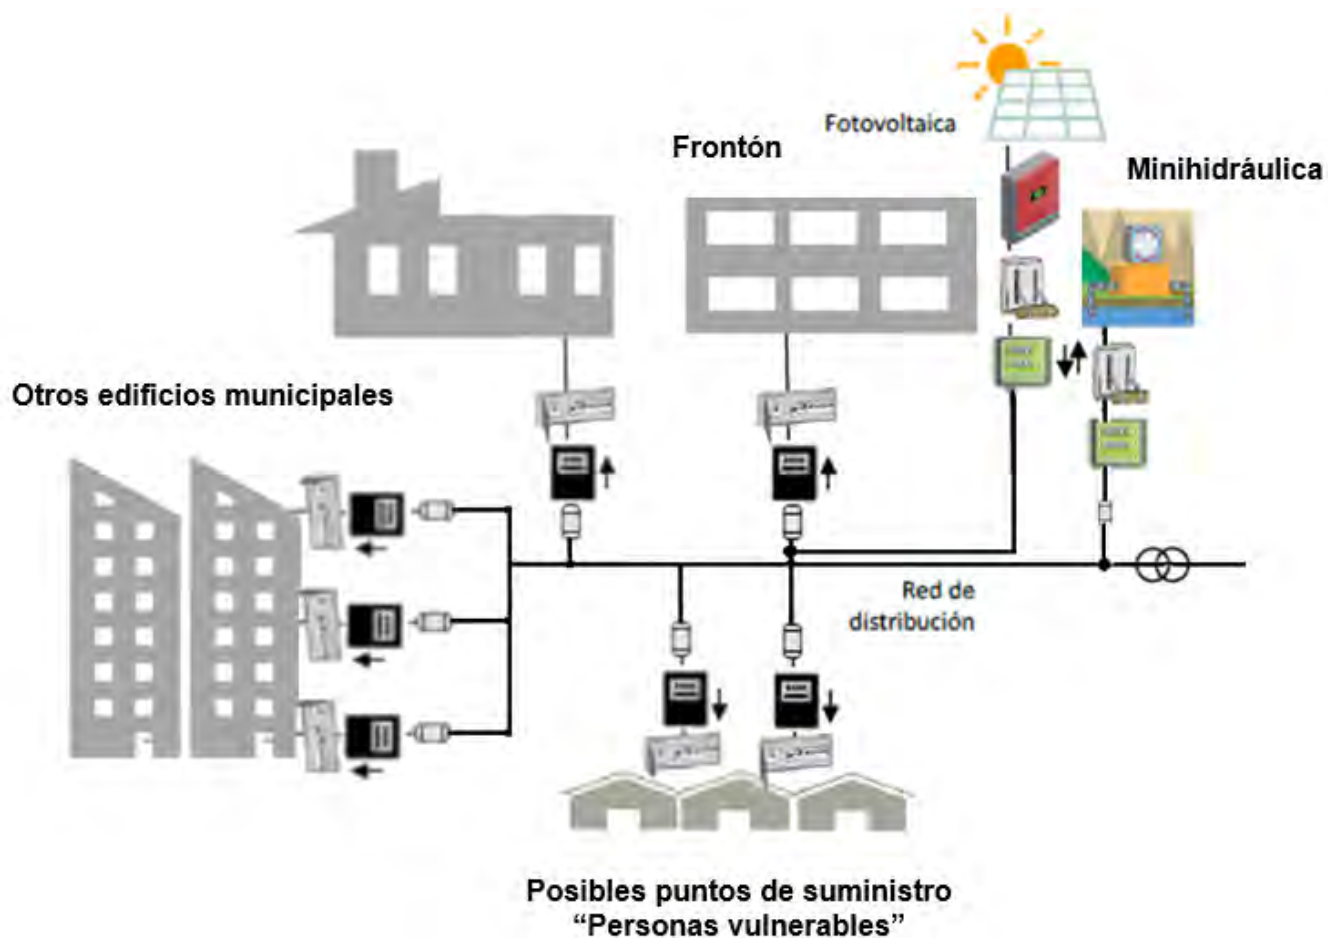 Fotovoltaica
Frontón
Minihidráulica
Otros edificios municipales
Red de
distribución
Posibles puntos de suministro
“Personas vulnerables”